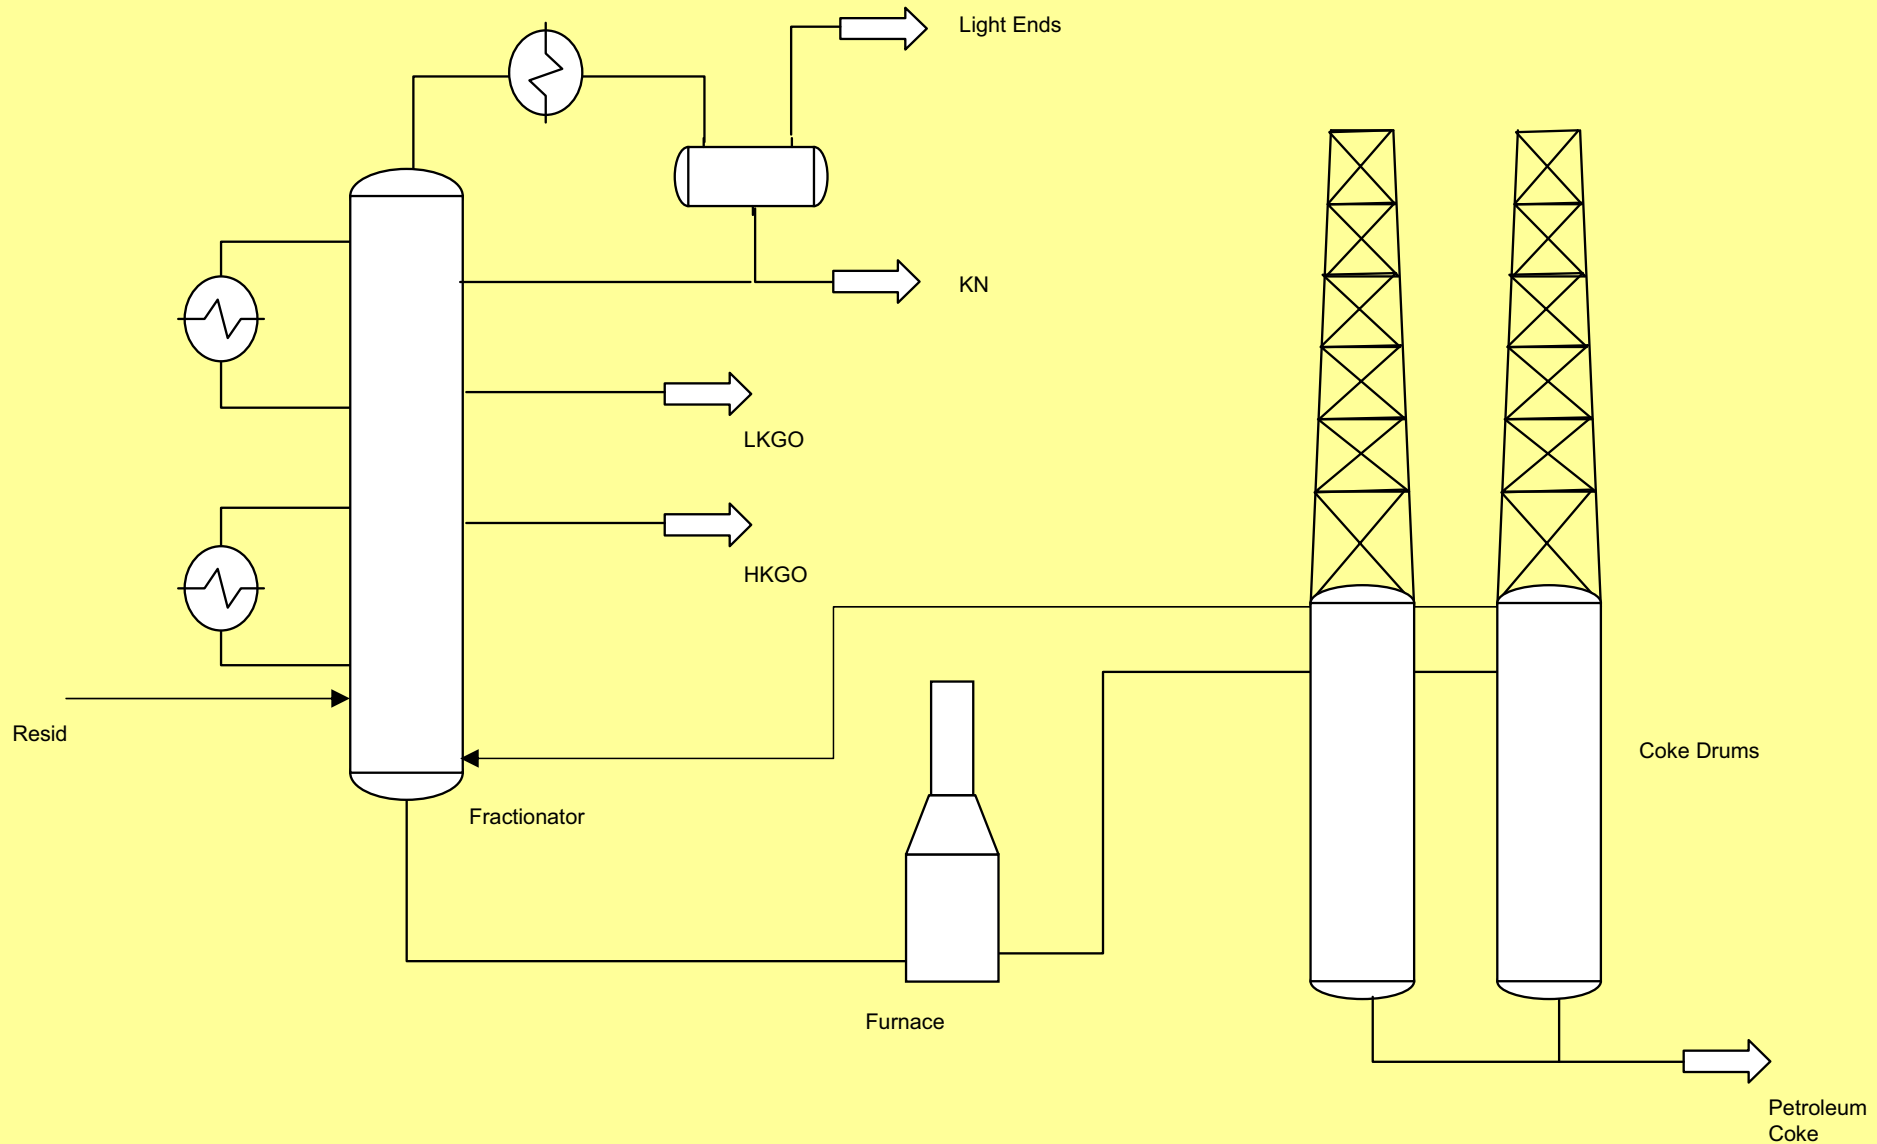 Light Ends
KN
LKGO
HKGO
Resid
Coke Drums
Fractionator
Furnace
Petroleum
Coke